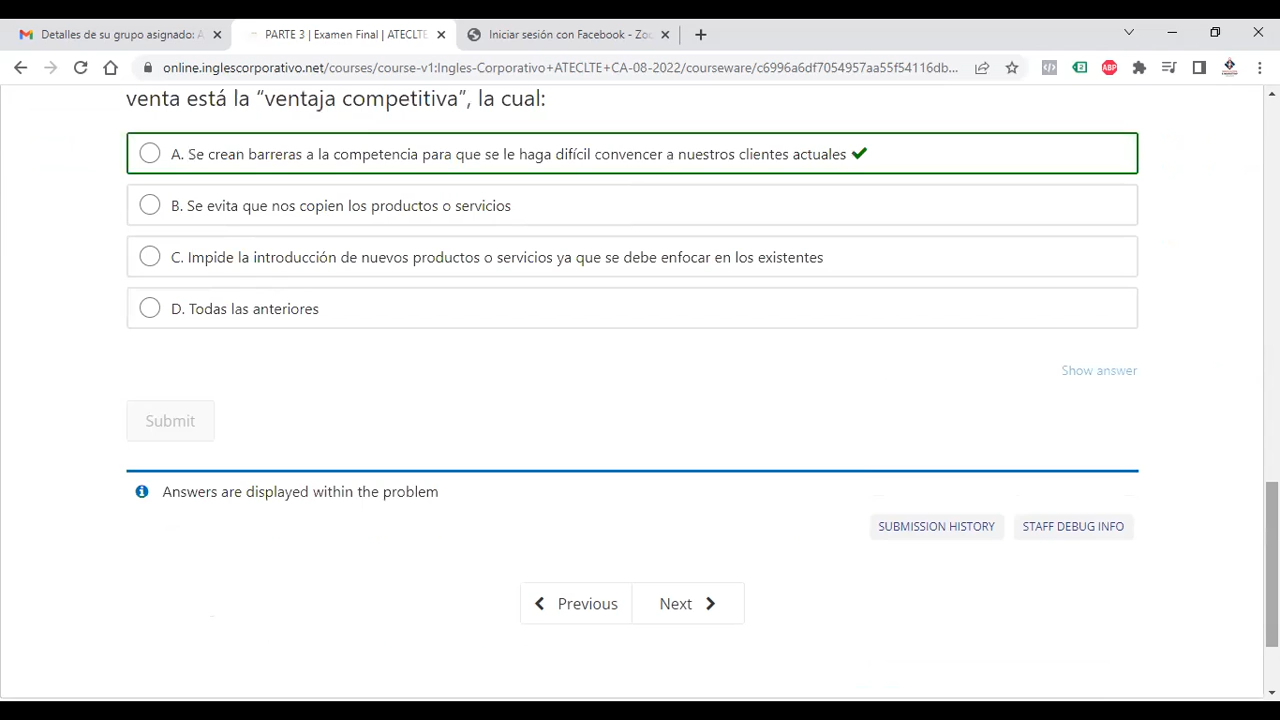 Detalles de su grupo asignado: A
PARTE 3 | Examen Final | ATECLTE
Iniciar sesión con Facebook - Zoo
online.inglescorporativo.net/courses/course-v1:Ingles-Corporativo+ATECLTE+CA-08-2022/courseware/c6996a6df7054957aa55f54116db...
ABP
venta está la “ventaja competitiva”, la cual:
A. Se crean barreras a la competencia para que se le haga difícil convencer a nuestros clientes actuales
B. Se evita que nos copien los productos o servicios
C. Impide la introducción de nuevos productos o servicios ya que se debe enfocar en los existentes
D. Todas las anteriores
Show answer
Submit
Answers are displayed within the problem
SUBMISSION HISTORY
STAFF DEBUG INFO
Previous
Next